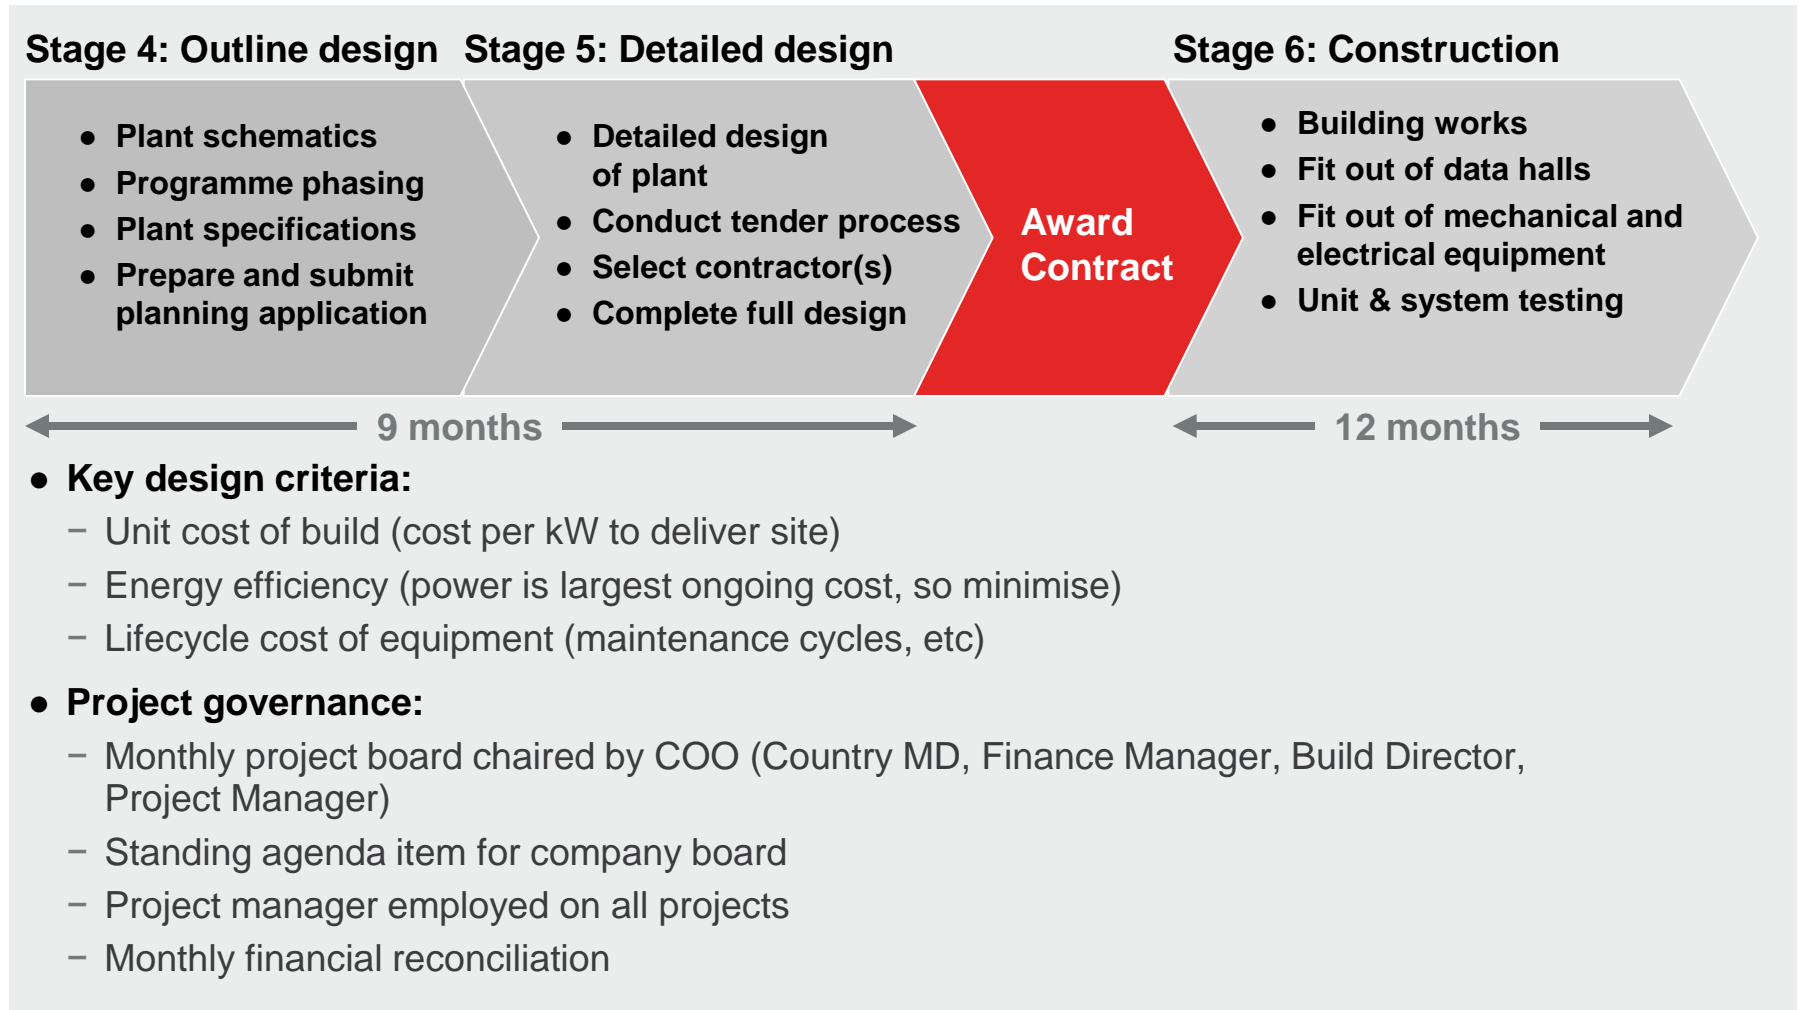 Stage 4: Outline design
● Plant schematics
● Programme phasing
● Plant specifications
● Prepare and submit
planning application
Stage 5: Detailed design
● Detailed design
of plant
● Conduct tender process
● Select contractor(s)
● Complete full design
Award
Contract
Stage 6: Construction
● Building works
● Fit out of data halls
● Fit out of mechanical and
electrical equipment
● Unit & system testing
9 months
12 months
● Key design criteria:
− Unit cost of build (cost per kW to deliver site)
− Energy efficiency (power is largest ongoing cost, so minimise)
− Lifecycle cost of equipment (maintenance cycles, etc)
● Project governance:
− Monthly project board chaired by COO (Country MD, Finance Manager, Build Director,
Project Manager)
− Standing agenda item for company board
− Project manager employed on all projects
− Monthly financial reconciliation